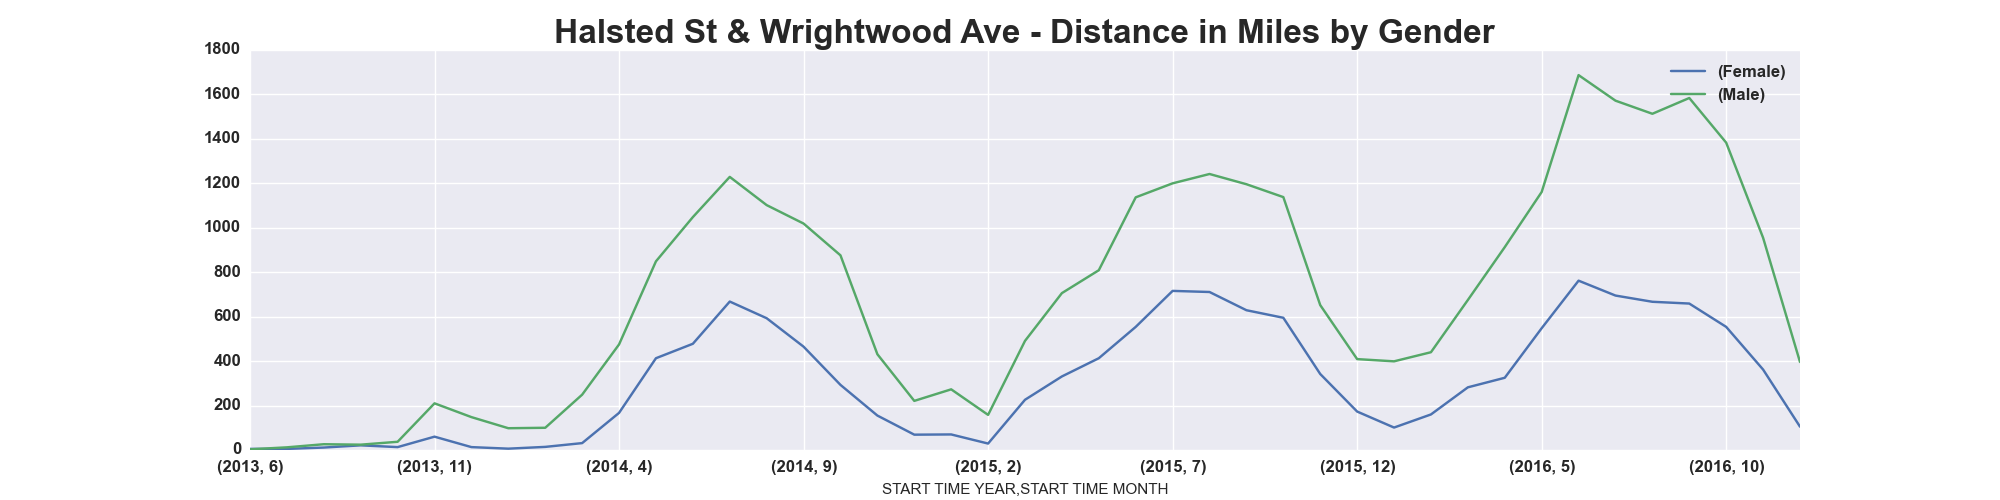 Halsted St & Wrightwood Ave - Distance in Miles by Gender
1800
1600
1400
1200
1000
800
600
400
200
0
(Female)
(Male)
(2013, 6) (2013, 11) (2014, 4) (2014, 9) (2015, 2) (2015, 7) (2015, 12) (2016, 5) (2016, 10)
START TIME YEAR,START TIME MONTH